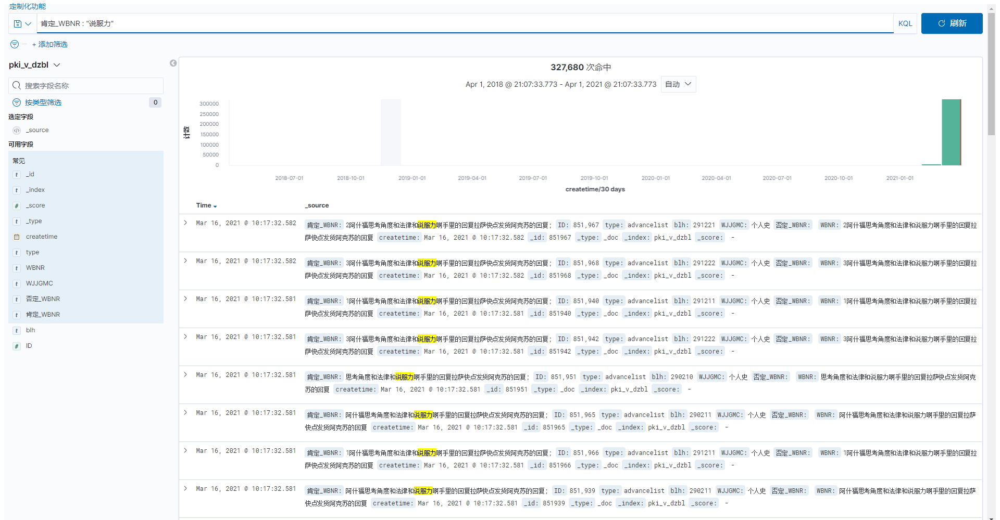 定制化功能
肯定_WBNR : "说服力"
KQL
刷新
+ 添加筛选
pki_v_dzbl
搜索字段名称
按类型筛选 0
选定字段
_source
可用字段
常见
_id
_index
_score
_type
createtime
type
WBNR
WJJGMC
否定_WBNR
肯定_WBNR
blh
ID
327,680 次命中
Apr 1, 2018 @ 21:07:33.773 - Apr 1, 2021 @ 21:07:33.773 自动
计数
300000
250000
200000
150000
100000
50000
0
2018-07-01 2018-10-01 2019-01-01 2019-04-01 2019-07-01 2019-10-01 2020-01-01 2020-04-01 2020-07-01 2020-10-01 2021-01-01
createtime/30 days
Time _source
Mar 16, 2021 @ 10:17:32.582 肯定_WBNR: 2阿什福思考角度和法律和说服力啊手里的回复拉萨快点发货阿克苏的回复; ID: 851,967 type: advancelist blh: 291221 WJJGMC: 个人史 否定_WBNR: WBNR: 2阿什福思考角度和法律和说服力啊手里的回复拉
萨快点发货阿克苏的回复 createtime: Mar 16, 2021 @ 10:17:32.582 _id: 851967 _type: _doc _index: pki_v_dzbl _score: -
Mar 16, 2021 @ 10:17:32.582 肯定_WBNR: 3阿什福思考角度和法律和说服力啊手里的回复拉萨快点发货阿克苏的回复; ID: 851,968 type: advancelist blh: 291222 WJJGMC: 个人史 否定_WBNR: WBNR: 3阿什福思考角度和法律和说服力啊手里的回复拉
萨快点发货阿克苏的回复 createtime: Mar 16, 2021 @ 10:17:32.582 _id: 851968 _type: _doc _index: pki_v_dzbl _score: -
Mar 16, 2021 @ 10:17:32.581 肯定_WBNR: 1阿什福思考角度和法律和说服力啊手里的回复拉萨快点发货阿克苏的回复; ID: 851,940 type: advancelist blh: 291211 WJJGMC: 个人史 否定_WBNR: WBNR: 1阿什福思考角度和法律和说服力啊手里的回复拉
萨快点发货阿克苏的回复 createtime: Mar 16, 2021 @ 10:17:32.581 _id: 851940 _type: _doc _index: pki_v_dzbl _score: -
Mar 16, 2021 @ 10:17:32.581 肯定_WBNR: 3阿什福思考角度和法律和说服力啊手里的回复拉萨快点发货阿克苏的回复; ID: 851,942 type: advancelist blh: 291222 WJJGMC: 个人史 否定_WBNR: WBNR: 3阿什福思考角度和法律和说服力啊手里的回复拉
萨快点发货阿克苏的回复 createtime: Mar 16, 2021 @ 10:17:32.581 _id: 851942 _type: _doc _index: pki_v_dzbl _score: -
Mar 16, 2021 @ 10:17:32.581 肯定_WBNR: 思考角度和法律和说服力啊手里的回复拉萨快点发货阿克苏的回复; ID: 851,951 type: advancelist blh: 290210 WJJGMC: 个人史 否定_WBNR: WBNR: 思考角度和法律和说服力啊手里的回复拉萨快点发货阿克
苏的回复 createtime: Mar 16, 2021 @ 10:17:32.581 _id: 851951 _type: _doc _index: pki_v_dzbl _score: -
Mar 16, 2021 @ 10:17:32.581 肯定_WBNR: 阿什福思考角度和法律和说服力啊手里的回复拉萨快点发货阿克苏的回复; ID: 851,965 type: advancelist blh: 290211 WJJGMC: 个人史 否定_WBNR: WBNR: 阿什福思考角度和法律和说服力啊手里的回复拉萨
快点发货阿克苏的回复 createtime: Mar 16, 2021 @ 10:17:32.581 _id: 851965 _type: _doc _index: pki_v_dzbl _score: -
Mar 16, 2021 @ 10:17:32.581 肯定_WBNR: 1阿什福思考角度和法律和说服力啊手里的回复拉萨快点发货阿克苏的回复; ID: 851,966 type: advancelist blh: 291211 WJJGMC: 个人史 否定_WBNR: WBNR: 1阿什福思考角度和法律和说服力啊手里的回复拉
萨快点发货阿克苏的回复 createtime: Mar 16, 2021 @ 10:17:32.581 _id: 851966 _type: _doc _index: pki_v_dzbl _score: -
Mar 16, 2021 @ 10:17:32.581 肯定_WBNR: 阿什福思考角度和法律和说服力啊手里的回复拉萨快点发货阿克苏的回复; ID: 851,939 type: advancelist blh: 290211 WJJGMC: 个人史 否定_WBNR: WBNR: 阿什福思考角度和法律和说服力啊手里的回复拉萨
快点发货阿克苏的回复 createtime: Mar 16, 2021 @ 10:17:32.581 _id: 851939 _type: _doc _index: pki_v_dzbl _score: -